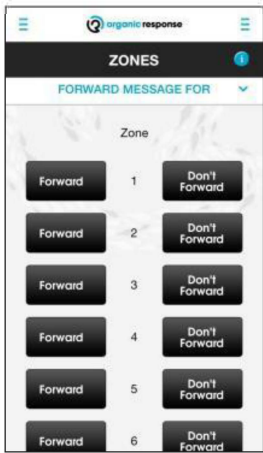 organic response
ZONES
i
FORWARD MESSAGE FOR
Zone
Forward 1 Don't
Forward
Forward 2 Don't
Forward
Forward 3 Don't
Forward
Forward 4 Don't
Forward
Forward 5 Don't
Forward
Forward 6 Don't
Forward